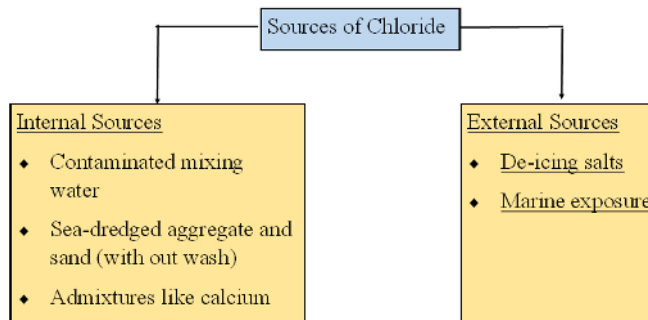 Sources of Chloride
Internal Sources
◆ Contaminated mixing
water
◆ Sea-dredged aggregate and
sand (with out wash)
◆ Admixtures like calcium
External Sources
◆ De-icing salts
◆ Marine exposure